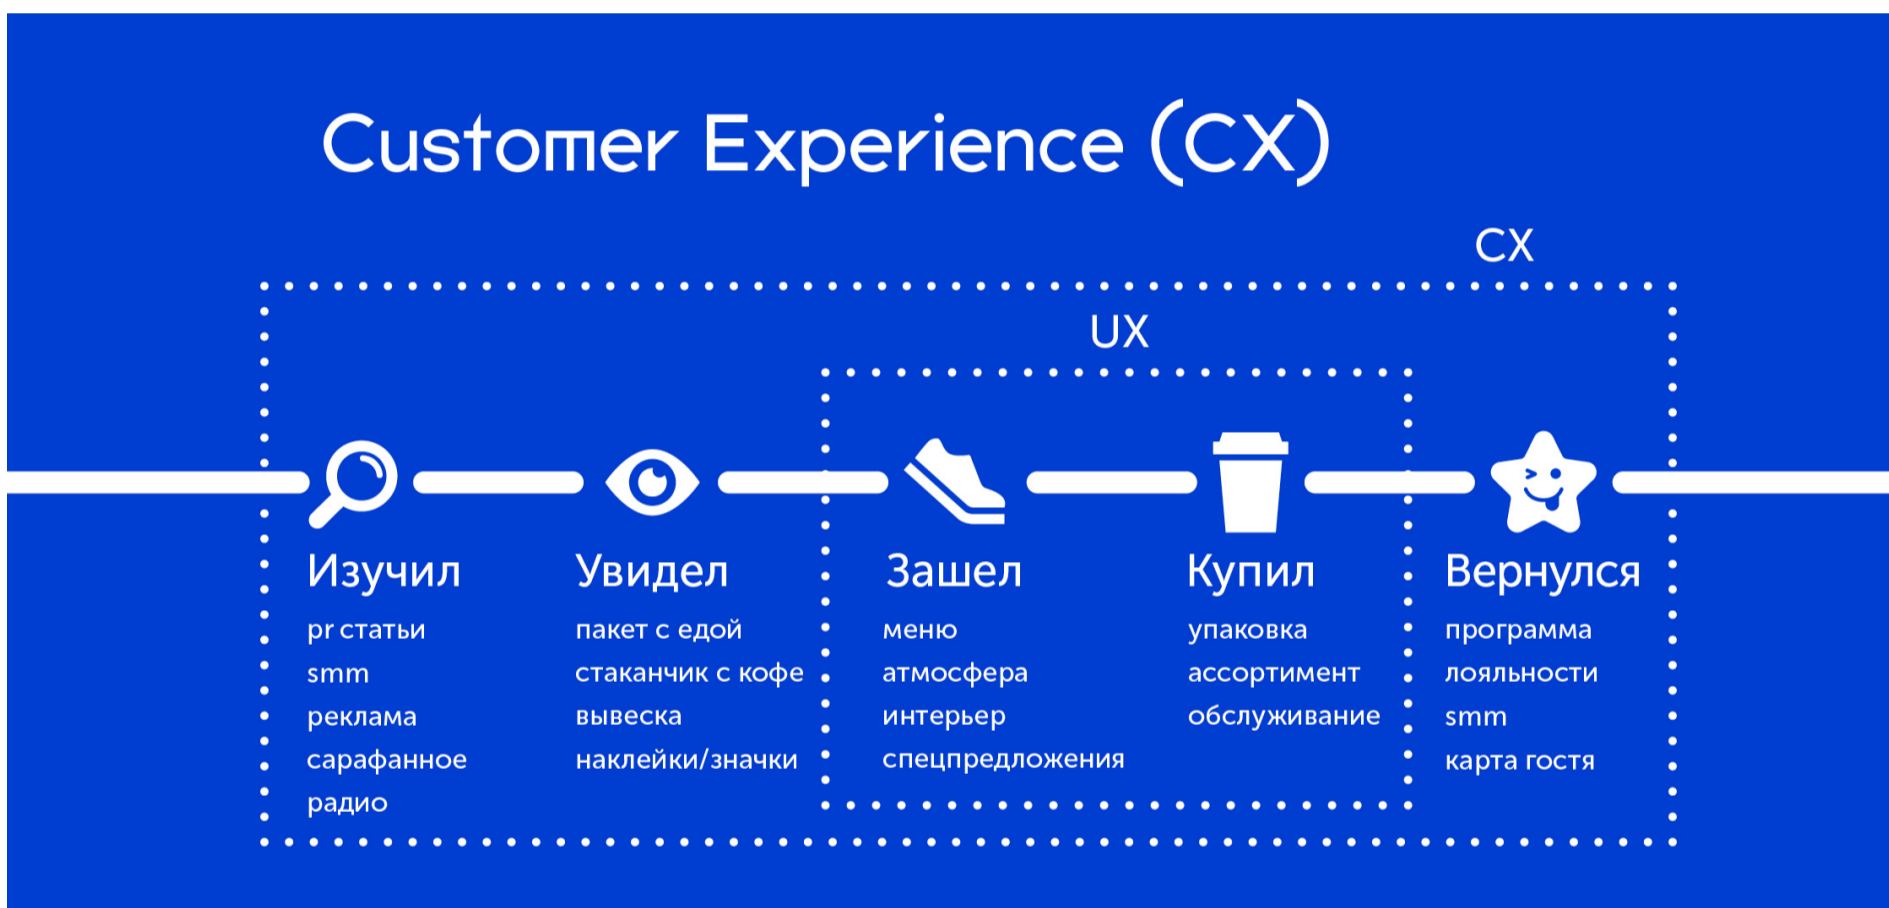 Customer Experience (CX)
CX
UX
Изучил
pr статьи
smm
реклама
сарафанное
радио
Увидел
пакет с едой
стаканчик с кофе
вывеска
наклейки/значки
Зашел
меню
атмосфера
интерьер
спецпредложения
Купил
упаковка
ассортимент
обслуживание
Вернулся
программа
лояльности
smm
карта гостя